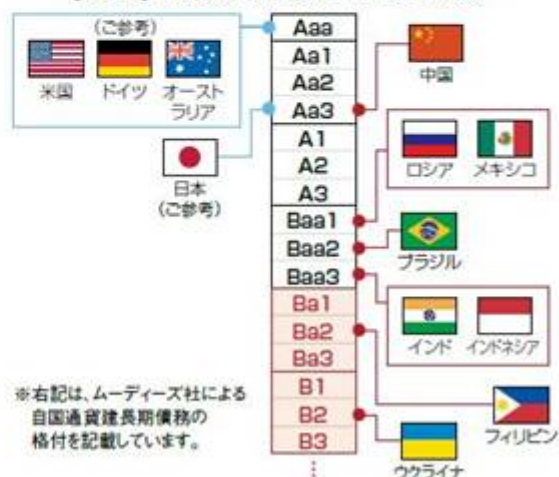 (ご参考)
米国
ドイツ
オースト
ラリア
日本
(ご参考)
Aaa
Aa1
Aa2
Aa3
A1
A2
A3
Baa1
Baa2
Baa3
Ba1
Ba2
Ba3
B1
B2
B3
中国
ロシア
メキシコ
ブラジル
インド
インドネシア
フィリピン
ウクライナ
※右記は、ムーディーズ社による
自国通貨建長期債務の
格付を記載しています。